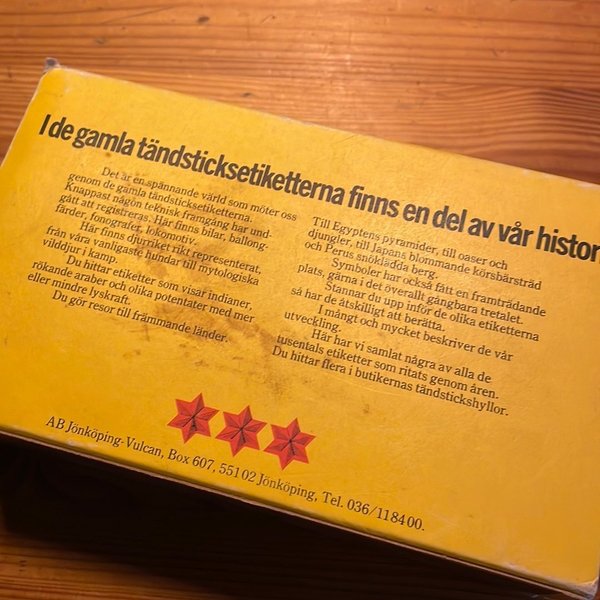 I de gamla tändsticksetiketterna finns en del av vår histor
Det är en spännande värld som möter oss
genom de gamla tändsticksetiketterna.
Knappast någon teknisk framgång har und-
gått att registreras. Här finns bilar, ballong-
färder, fonografer, lokomotiv.
Här finns djurriket rikt representerat,
från våra vanligaste hundar till mytologiska
vilddjur i kamp.
Du hittar etiketter som visar indianer,
rökande araber och olika potentater med mer
eller mindre lyskraft.
Du gör resor till främmande länder.
Till Egyptens pyramider, till oaser och
djungler, till Japans blommande körsbärsträd
och Perus snöklädda berg.
Symboler har också fått en framträdande
plats, gärna i det överallt gångbara tretalet.
Stannar du upp inför de olika etiketterna
så har de åtskilligt att berätta.
I mångt och mycket beskriver de vår
utveckling.
Här har vi samlat några av alla de
tusentals etiketter som ritats genom åren.
Du hittar flera i butikernas tändstickshyllor.
AB Jönköping-Vulcan, Box 607, 551 02 Jönköping, Tel. 036/118400.